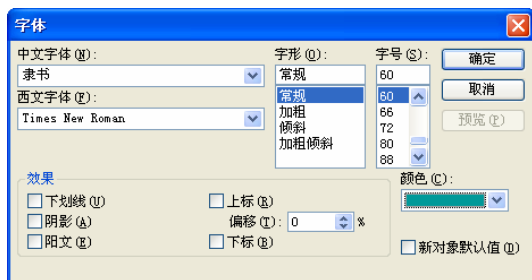 字体
中文字体(N):
隶书
西文字体(F):
Times New Roman
字形(O):
常规
常规
加粗
倾斜
加粗倾斜
字号(S):
60
60
66
72
80
88
确定
取消
预览(P)
效果
下划线(U)
阴影(A)
阳文(E)
上标(R)
偏移(T): 0 %
下标(B)
颜色(C):
新对象默认值(D)